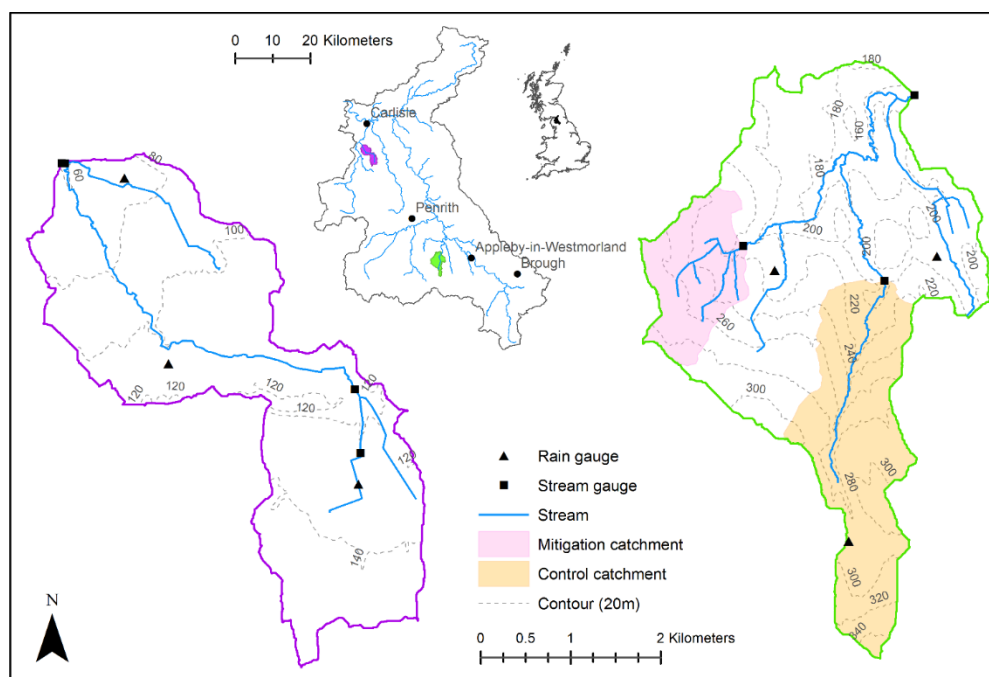 0 10 20 Kilometers
Carlisle
Penrith
Appleby-in-Westmorland
Brough
80
60
100
120
120
120
120
120
120
140
180
180
160
180
200
200
200
200
220
220
240
260
300
300
280
300
320
340
Rain gauge
Stream gauge
Stream
Mitigation catchment
Control catchment
Contour (20m)
N
0 0.5 1 2 Kilometers